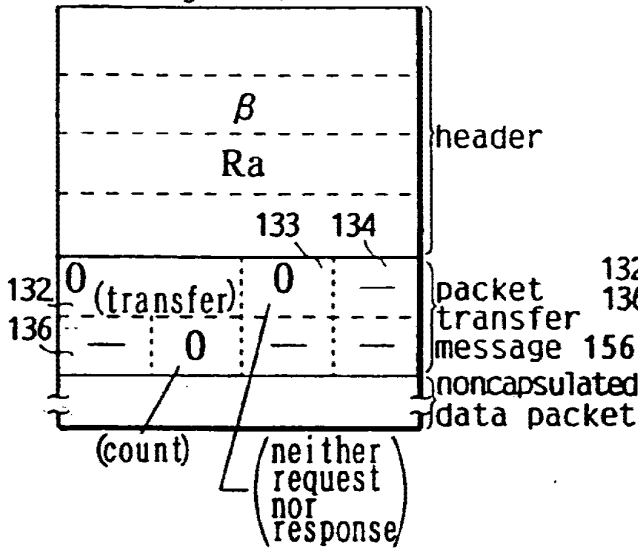 β
header
Ra
133 134
132 0 (transfer) 0 — packet 132
transfer 136
136 — 0 — — message 156
noncapsulated
data packet
(count)
(neither
request
nor
response)